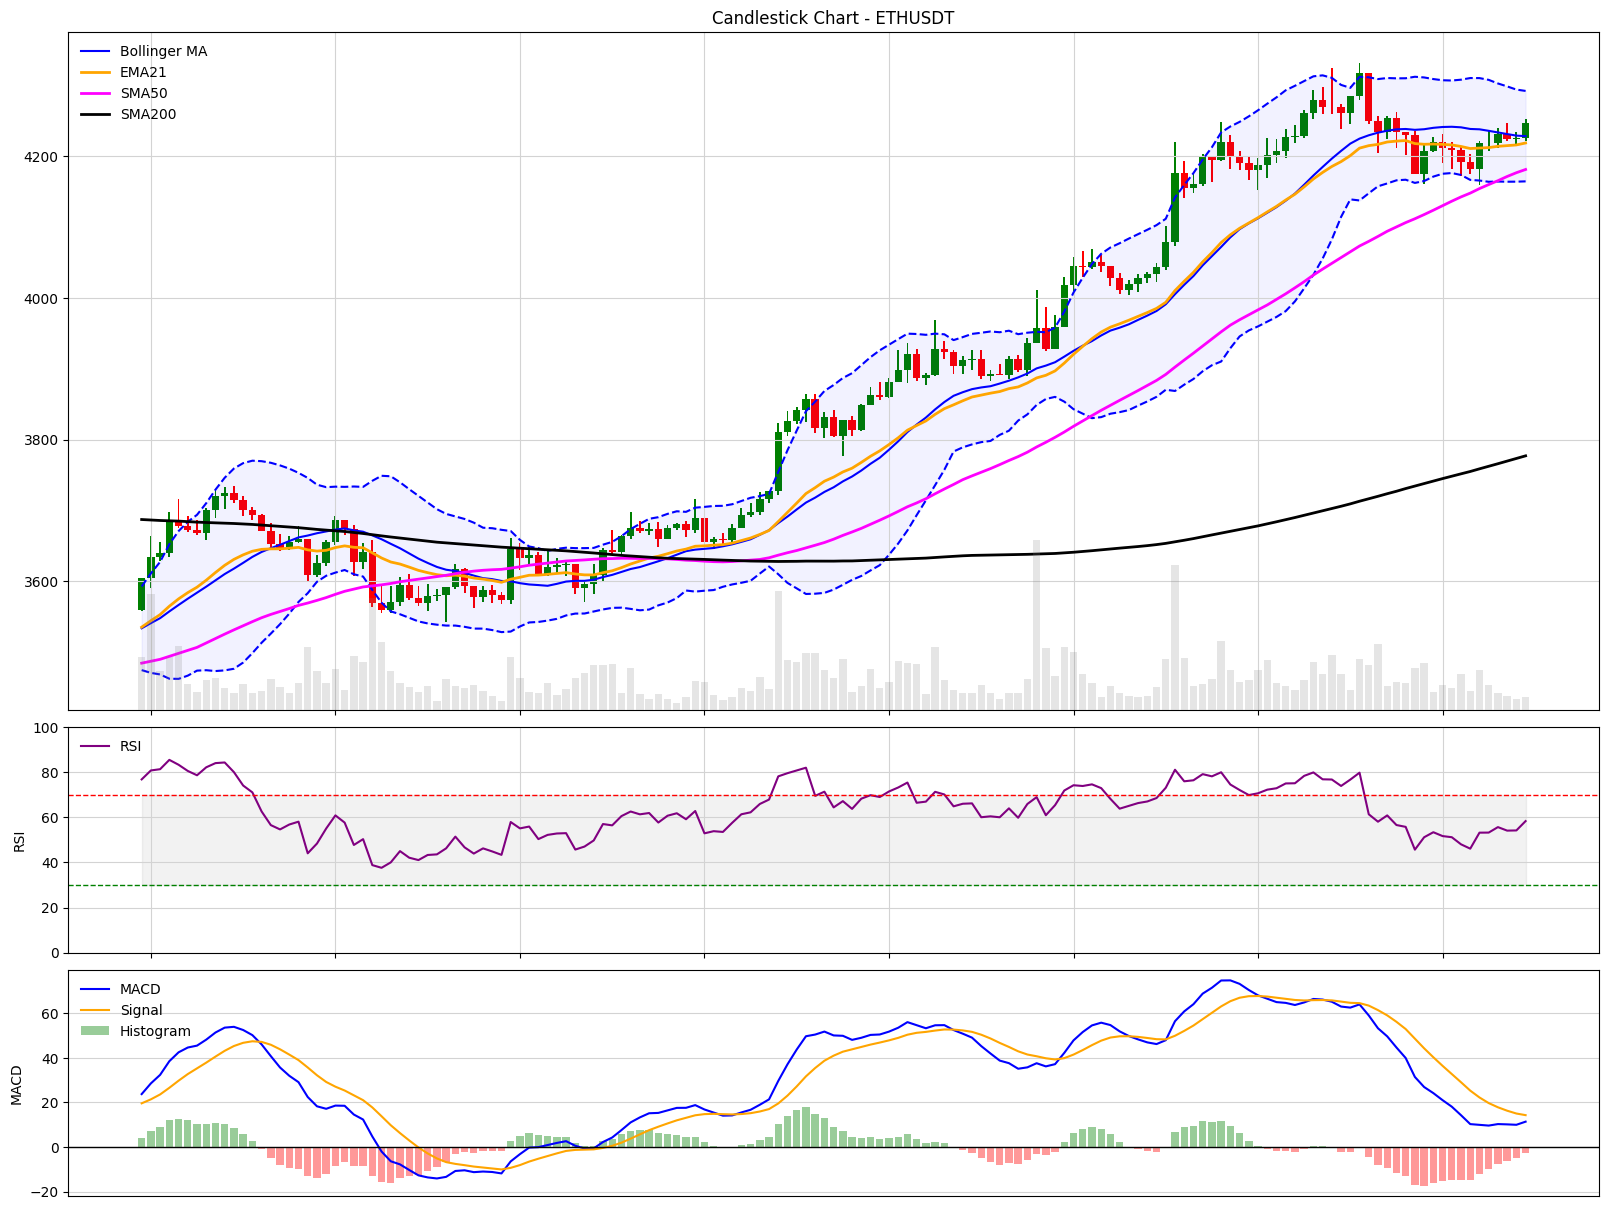 Candlestick Chart - ETHUSDT
Bollinger MA
EMA21
SMA50
SMA200
4200
4000
3800
3600
100
80
60
40
20
0
RSI
RSI
MACD
Signal
Histogram
60
40
20
0
−20
MACD